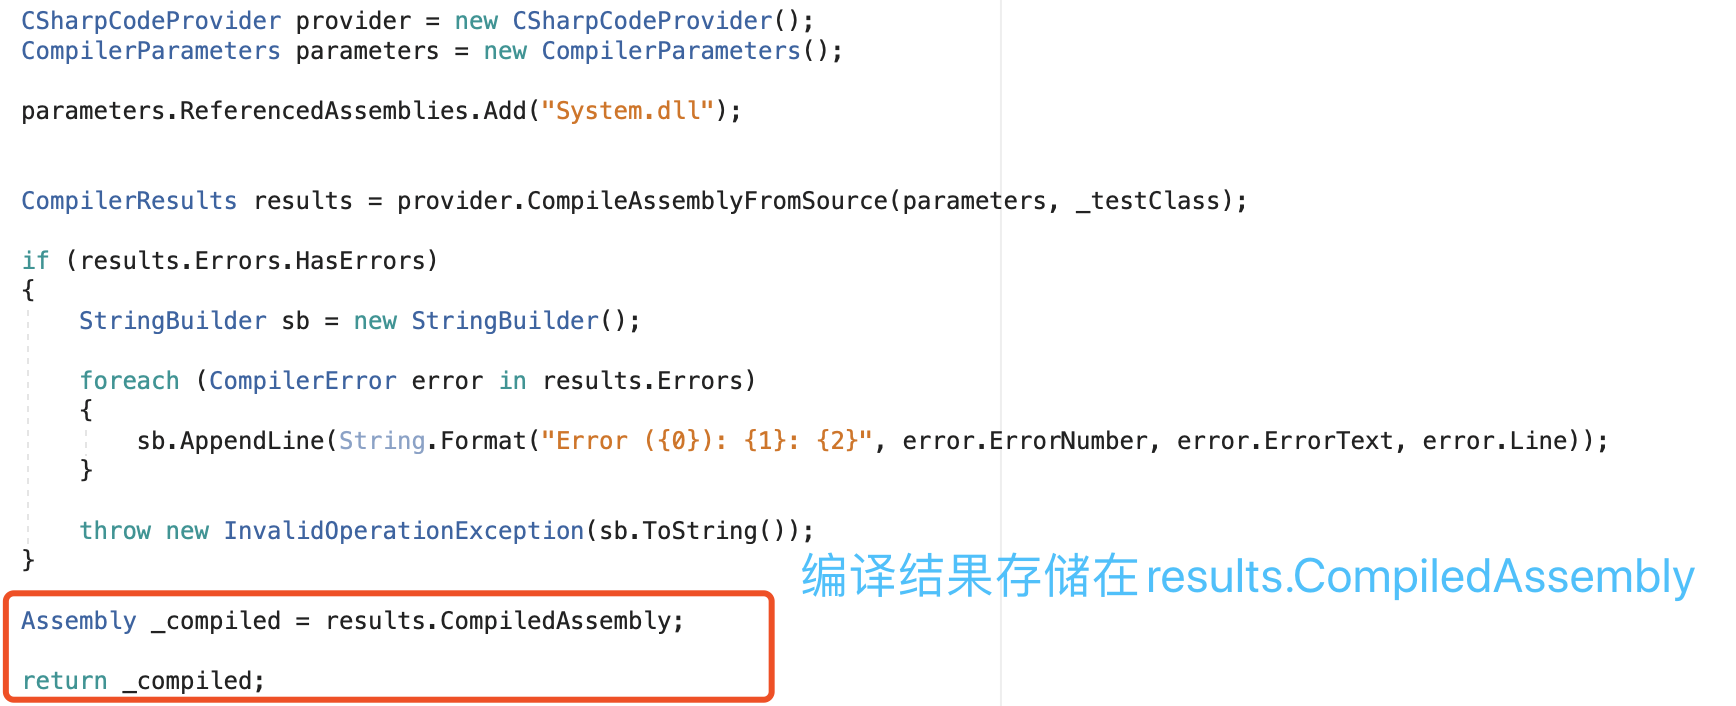 CSharpCodeProvider provider = new CSharpCodeProvider();
CompilerParameters parameters = new CompilerParameters();
parameters.ReferencedAssemblies.Add("System.dll");
CompilerResults results = provider.CompileAssemblyFromSource(parameters, _testClass);
if (results.Errors.HasErrors)
{
    StringBuilder sb = new StringBuilder();
    foreach (CompilerError error in results.Errors)
    {
        sb.AppendLine(String.Format("Error ({0}): {1}: {2}", error.ErrorNumber, error.ErrorText, error.Line));
    }
    throw new InvalidOperationException(sb.ToString());
}
编译结果存储在results.CompiledAssembly
Assembly _compiled = results.CompiledAssembly;
return _compiled;